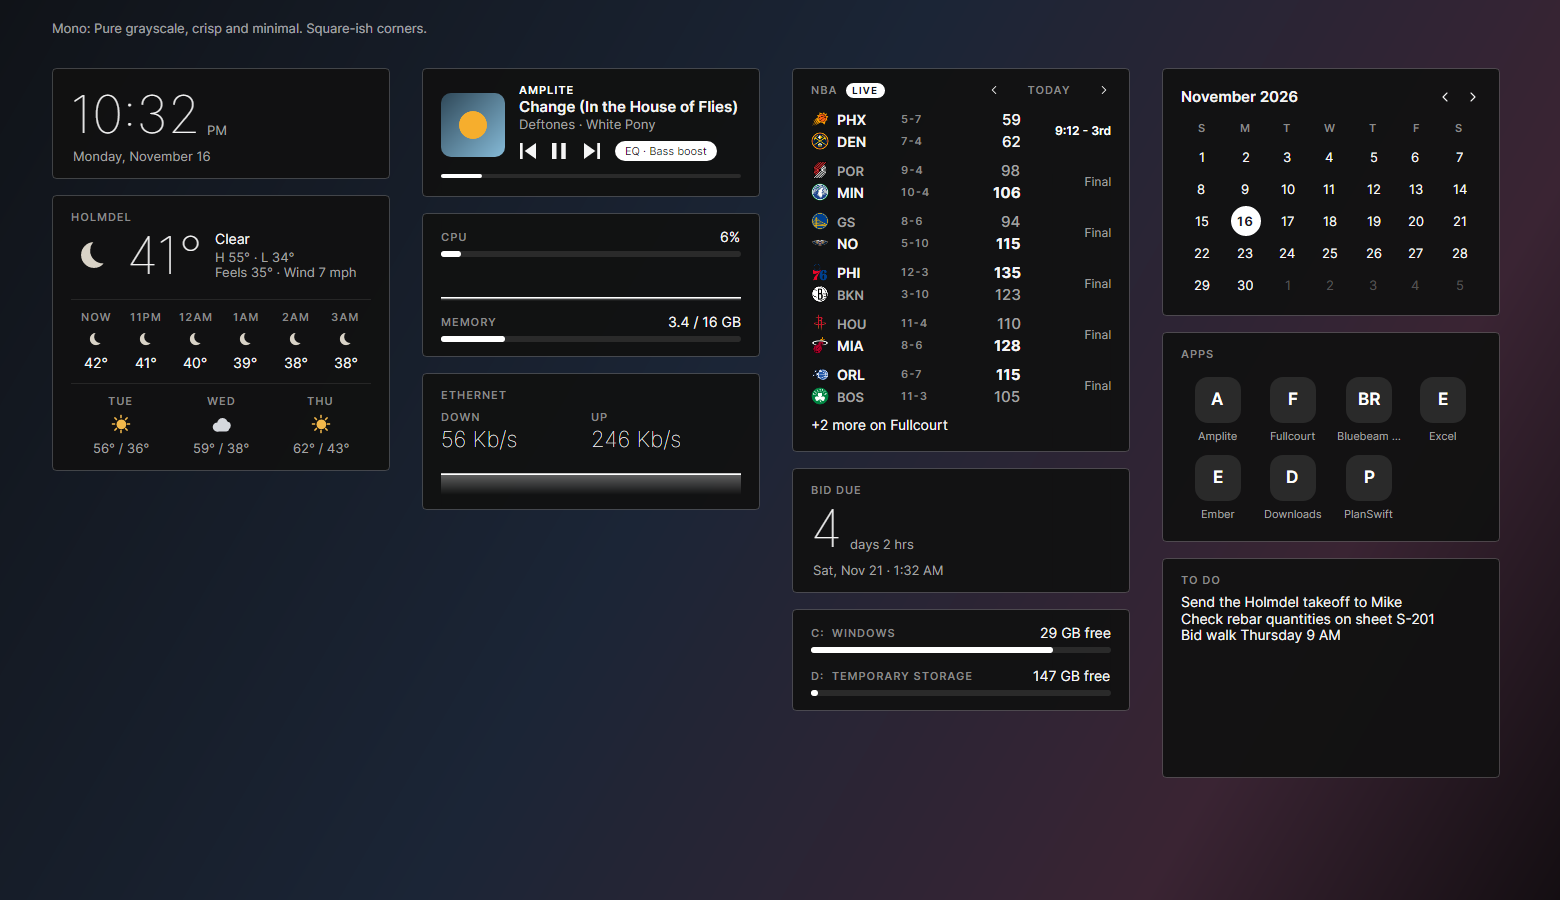 Mono: Pure grayscale, crisp and minimal. Square-ish corners.
10:32 PM
Monday, November 16
HOLMDEL
41°
Clear
H 55° · L 34°
Feels 35° · Wind 7 mph
NOW 11PM 12AM 1AM 2AM 3AM
42° 41° 40° 39° 38° 38°
TUE WED THU
56° / 36° 59° / 38° 62° / 43°
AMPLITE
Change (In the House of Flies)
Deftones · White Pony
EQ · Bass boost
CPU 6%
MEMORY 3.4 / 16 GB
ETHERNET
DOWN UP
56 Kb/s 246 Kb/s
NBA LIVE TODAY
PHX 5-7 59
9:12 - 3rd
DEN 7-4 62
POR 9-4 98
Final
MIN 10-4 106
GS 8-6 94
Final
NO 5-10 115
76 PHI 12-3 135
Final
B BKN 3-10 123
HOU 11-4 110
Final
MIA 8-6 128
ORL 6-7 115
Final
BOS 11-3 105
+2 more on Fullcourt
BID DUE
4 days 2 hrs
Sat, Nov 21 · 1:32 AM
C: WINDOWS 29 GB free
D: TEMPORARY STORAGE 147 GB free
November 2026
S M T W T F S
1 2 3 4 5 6 7
8 9 10 11 12 13 14
15 16 17 18 19 20 21
22 23 24 25 26 27 28
29 30 1 2 3 4 5
APPS
A F BR E
Amplite Fullcourt Bluebeam ... Excel
E D P
Ember Downloads PlanSwift
TO DO
Send the Holmdel takeoff to Mike
Check rebar quantities on sheet S-201
Bid walk Thursday 9 AM